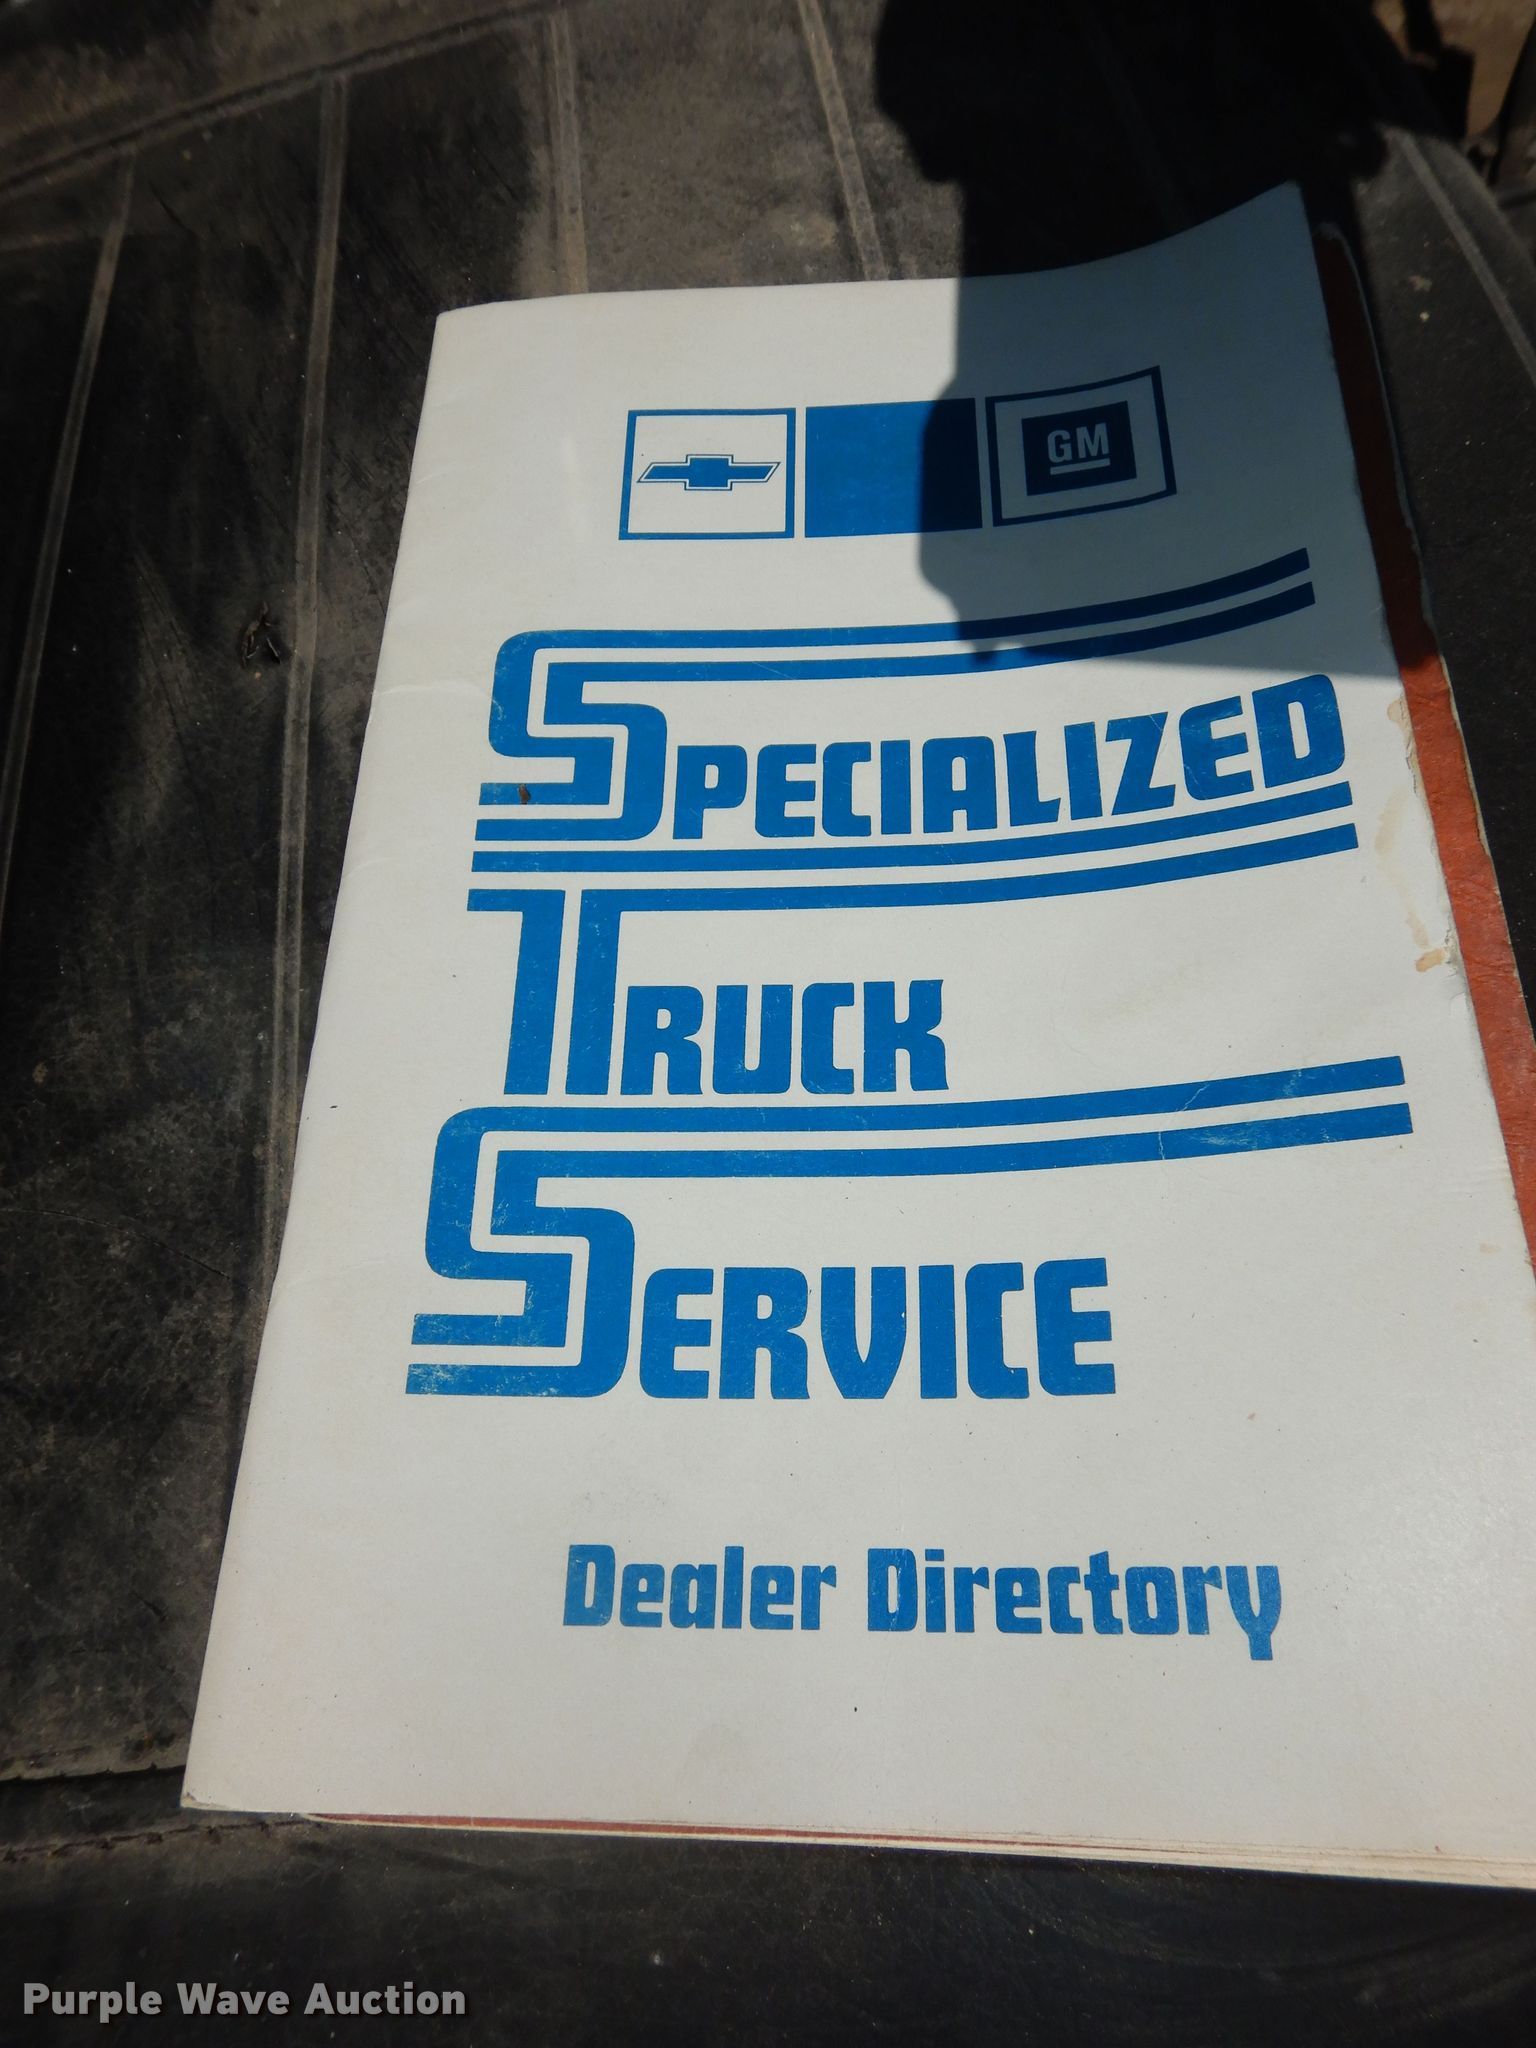 GM
SPECIALIZED
TRUCK
SERVICE
Dealer Directory
Purple Wave Auction